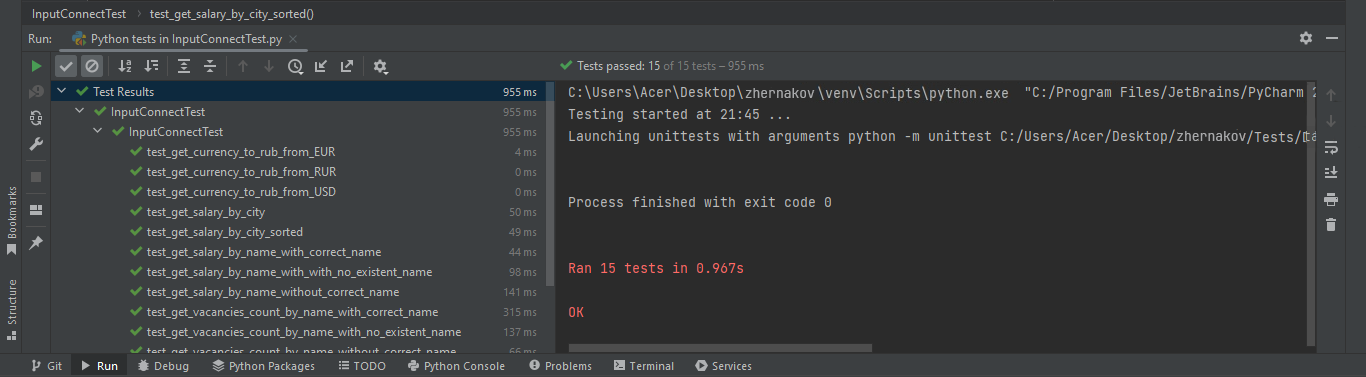 InputConnectTest > test_get_salary_by_city_sorted()
Run: Python tests in InputConnectTest.py ×
Tests passed: 15 of 15 tests – 955 ms
Test Results 955 ms
InputConnectTest 955 ms
InputConnectTest 955 ms
test_get_currency_to_rub_from_EUR 4 ms
test_get_currency_to_rub_from_RUR 0 ms
test_get_currency_to_rub_from_USD 0 ms
test_get_salary_by_city 50 ms
test_get_salary_by_city_sorted 49 ms
test_get_salary_by_name_with_correct_name 44 ms
test_get_salary_by_name_with_with_no_existent_name 98 ms
test_get_salary_by_name_without_correct_name 141 ms
test_get_vacancies_count_by_name_with_correct_name 315 ms
test_get_vacancies_count_by_name_with_no_existent_name 137 ms
test_get_vacancies_count_by_name_without_correct_name 66 ms
C:\Users\Acer\Desktop\zhernakov\venv\Scripts\python.exe "C:/Program Files/JetBrains/PyCharm 2
Testing started at 21:45 ...
Launching unittests with arguments python -m unittest C:/Users/Acer/Desktop/zhernakov/Tests/
Process finished with exit code 0
Ran 15 tests in 0.967s
OK
Bookmarks
Structure
Git Run Debug Python Packages TODO Python Console Problems Terminal Services